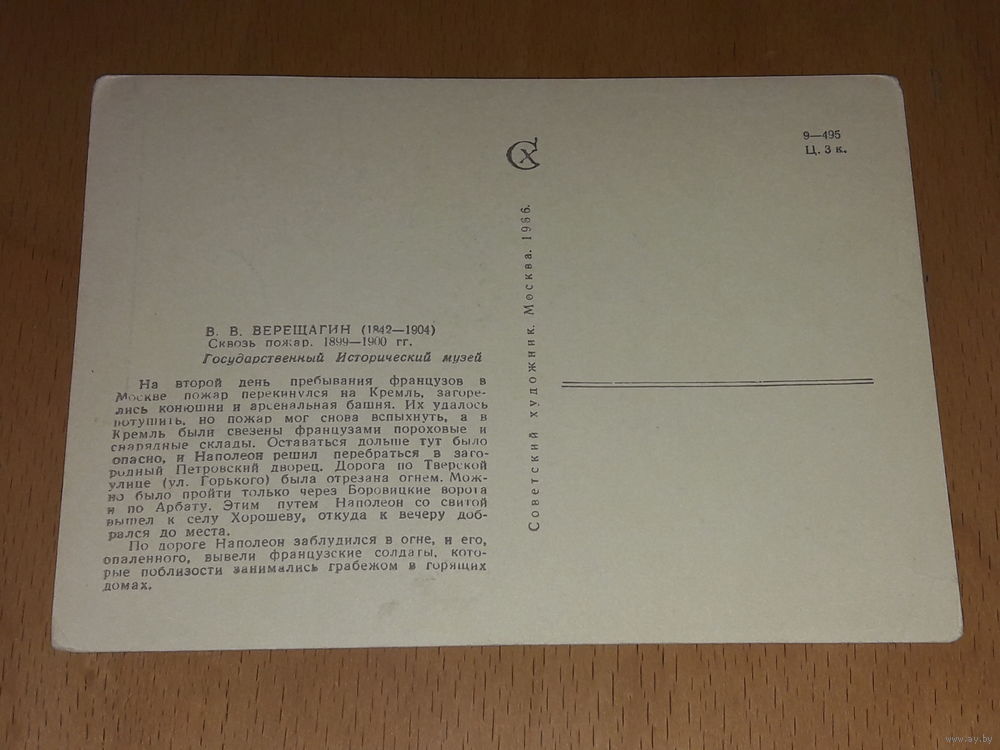 В. В. ВЕРЕЩАГИН (1842—1904)
Сквозь пожар. 1899—1900 гг.
Государственный Исторический музей
На второй день пребывания французов в
Москве пожар перекинулся на Кремль, загоре-
лись конюшни и арсенальная башня. Их удалось
потушить, но пожар мог снова вспыхнуть, а в
Кремль были свезены французами пороховые и
снарядные склады. Оставаться дольше тут было
опасно, и Наполеон решил перебраться в заго-
родный Петровский дворец. Дорога по Тверской
улице (ул. Горького) была отрезана огнем. Мож-
но было пройти только через Боровицкие ворота
и по Арбату. Этим путем Наполеон со свитой
вышел к селу Хорошеву, откуда к вечеру доб-
рался до места.
По дороге Наполеон заблудился в огне, и его,
опаленного, вывели французские солдаты, кото-
рые поблизости занимались грабежом в горящих
домах.
СХ
Советский художник. Москва. 1966.
9—495
Ц. 3 к.
www.ay.by